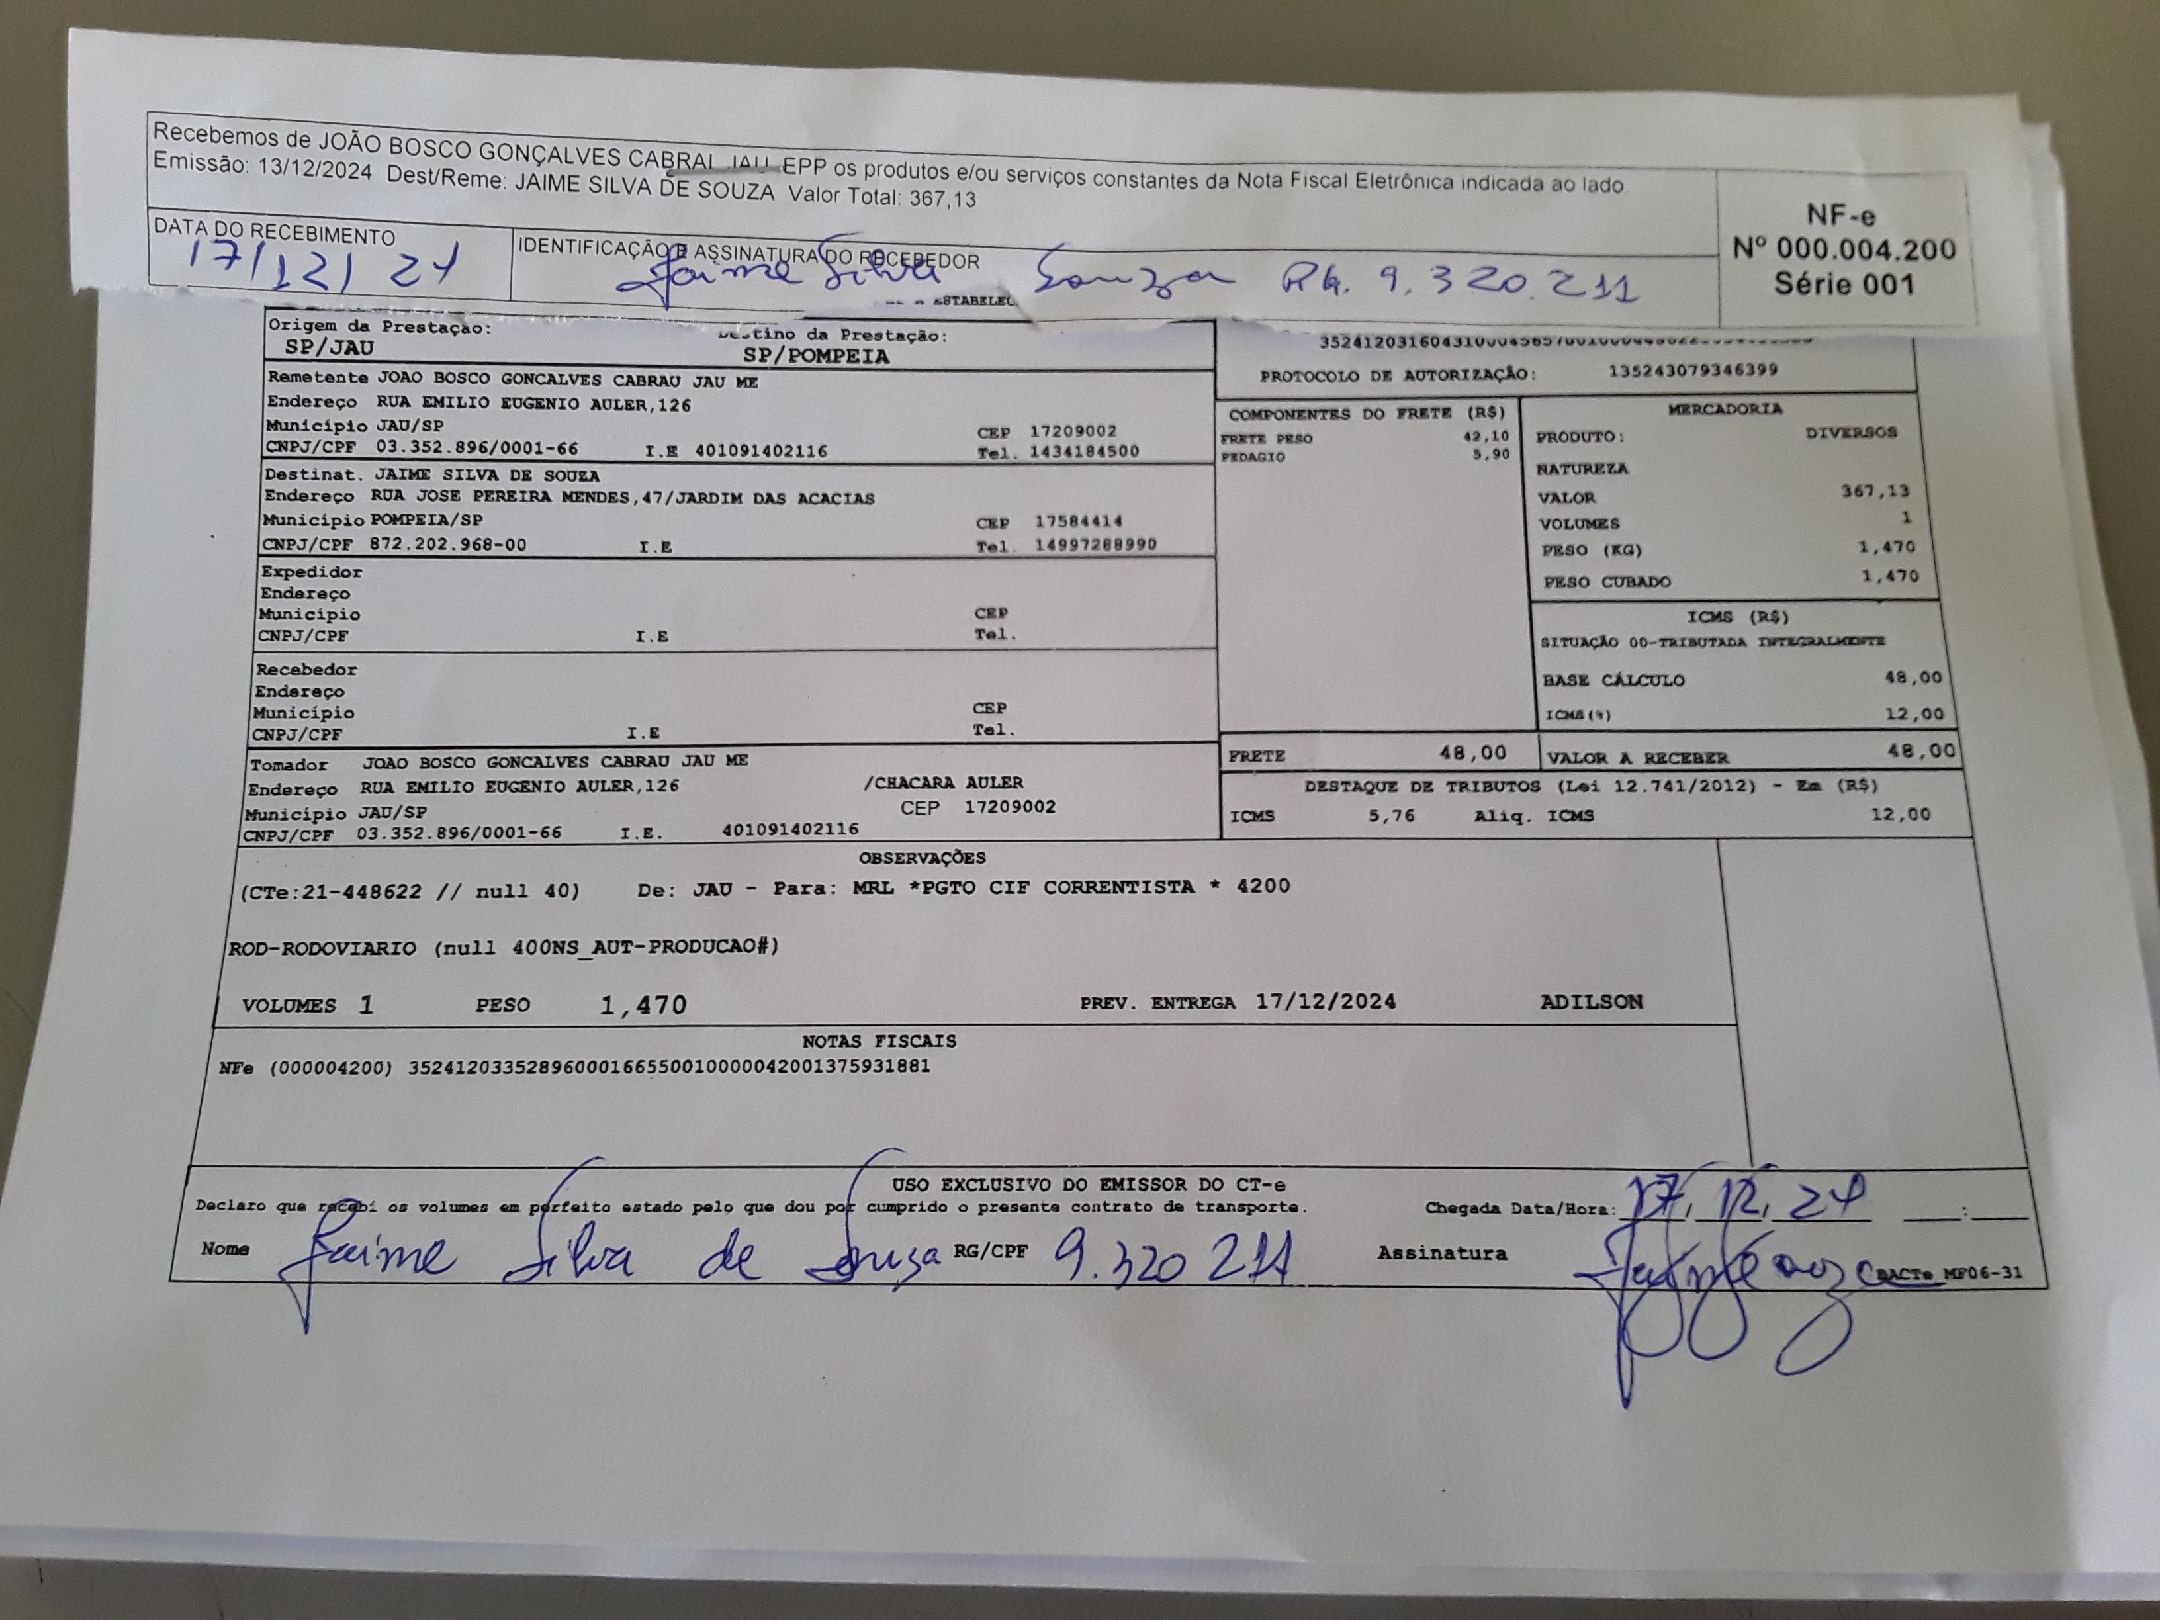 Recebemos de JOÃO BOSCO GONÇALVES CABRAL JAU EPP os produtos e/ou serviços constantes da Nota Fiscal Eletrônica indicada ao lado
Emissão: 13/12/2024 Dest/Reme: JAIME SILVA DE SOUZA Valor Total: 367,13
NF-e
Nº 000.004.200
Série 001
DATA DO RECEBIMENTO
17/12/24
IDENTIFICAÇÃO E ASSINATURA DO RECEBEDOR
Jaime Silva Souza RG. 9.320.211
Origem da Prestação:
SP/JAU
Destino da Prestação:
SP/POMPEIA
PROTOCOLO DE AUTORIZAÇÃO: 135243079346399
Remetente JOAO BOSCO GONCALVES CABRAU JAU ME
Endereço RUA EMILIO EUGENIO AULER,126
Município JAU/SP CEP 17209002
CNPJ/CPF 03.352.896/0001-66 I.E 401091402116 Tel. 1434184500
Destinat. JAIME SILVA DE SOUZA
Endereço RUA JOSE PEREIRA MENDES,47/JARDIM DAS ACACIAS
Município POMPEIA/SP CEP 17584414
CNPJ/CPF 872.202.968-00 I.E Tel. 14997288990
Expedidor
Endereço
Município CEP
CNPJ/CPF I.E Tel.
Recebedor
Endereço
Município CEP
CNPJ/CPF I.E Tel.
Tomador JOAO BOSCO GONCALVES CABRAU JAU ME
Endereço RUA EMILIO EUGENIO AULER,126 /CHACARA AULER
Município JAU/SP CEP 17209002
CNPJ/CPF 03.352.896/0001-66 I.E. 401091402116
COMPONENTES DO FRETE (R$)
FRETE PESO 42,10
PEDAGIO 5,90
MERCADORIA
PRODUTO: DIVERSOS
NATUREZA
VALOR 367,13
VOLUMES 1
PESO (KG) 1,470
PESO CUBADO 1,470
ICMS (R$)
SITUAÇÃO 00-TRIBUTADA INTEGRALMENTE
BASE CÁLCULO 48,00
ICMS(%) 12,00
FRETE 48,00 VALOR A RECEBER 48,00
DESTAQUE DE TRIBUTOS (Lei 12.741/2012) - Em (R$)
ICMS 5,76 Aliq. ICMS 12,00
OBSERVAÇÕES
(CTe:21-448622 // null 40) De: JAU - Para: MRL *PGTO CIF CORRENTISTA * 4200
ROD-RODOVIARIO (null 400NS_AUT-PRODUCAO#)
VOLUMES 1 PESO 1,470 PREV. ENTREGA 17/12/2024 ADILSON
NOTAS FISCAIS
NFe (000004200) 35241203352896000166550010000042001375931881
USO EXCLUSIVO DO EMISSOR DO CT-e
Declaro que recebi os volumes em perfeito estado pelo que dou por cumprido o presente contrato de transporte. Chegada Data/Hora: 17, 12, 24 :
Nome Jaime Silva de Souza RG/CPF 9.320 211 Assinatura
DACTe MF06-31